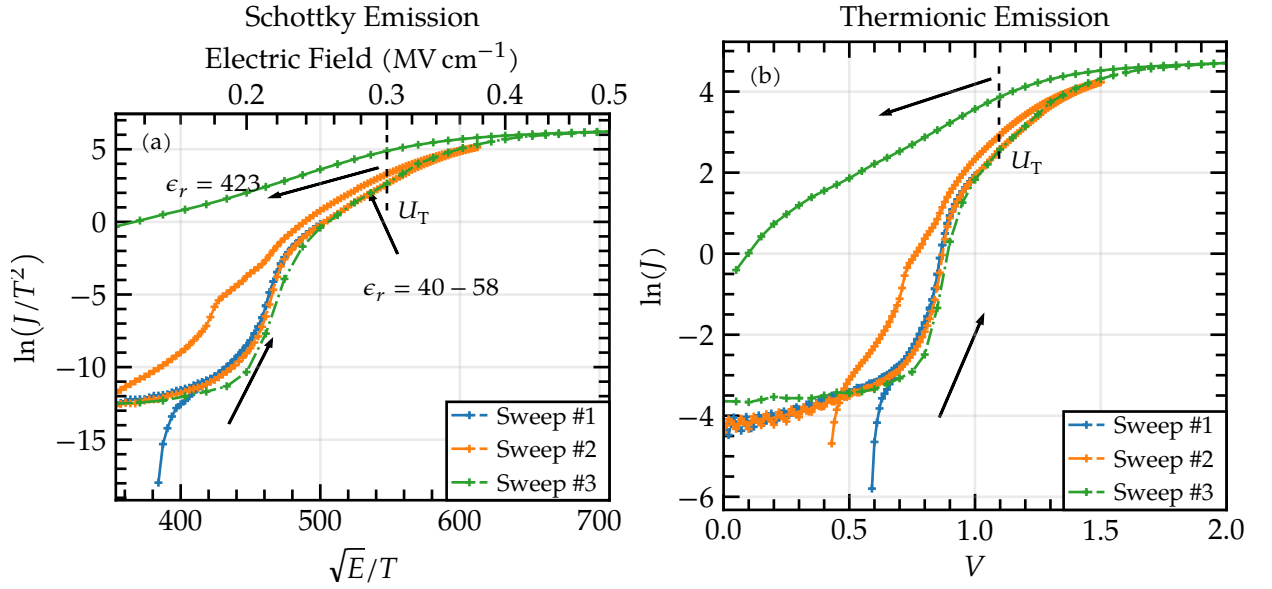 Schottky Emission
Electric Field (MV cm⁻¹)
0.2 0.3 0.4 0.5
(a)
ϵᵣ = 423
U_T
ϵᵣ = 40 − 58
ln(J/T²)
5
0
−5
−10
−15
Sweep #1
Sweep #2
Sweep #3
400 500 600 700
√E/T
Thermionic Emission
(b)
U_T
ln(J)
4
2
0
−2
−4
−6
Sweep #1
Sweep #2
Sweep #3
0.0 0.5 1.0 1.5 2.0
V